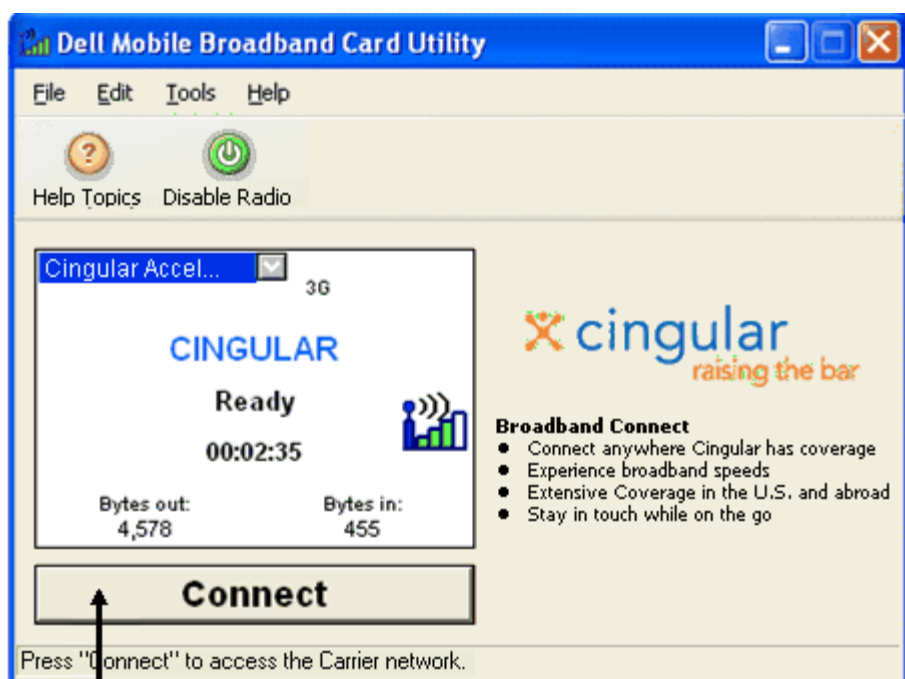 Dell Mobile Broadband Card Utility
File Edit Tools Help
Help Topics Disable Radio
Cingular Accel...
3G
CINGULAR
Ready
00:02:35
Bytes out: Bytes in:
4,578 455
Connect
cingular
raising the bar
Broadband Connect
● Connect anywhere Cingular has coverage
● Experience broadband speeds
● Extensive Coverage in the U.S. and abroad
● Stay in touch while on the go
Press "Connect" to access the Carrier network.